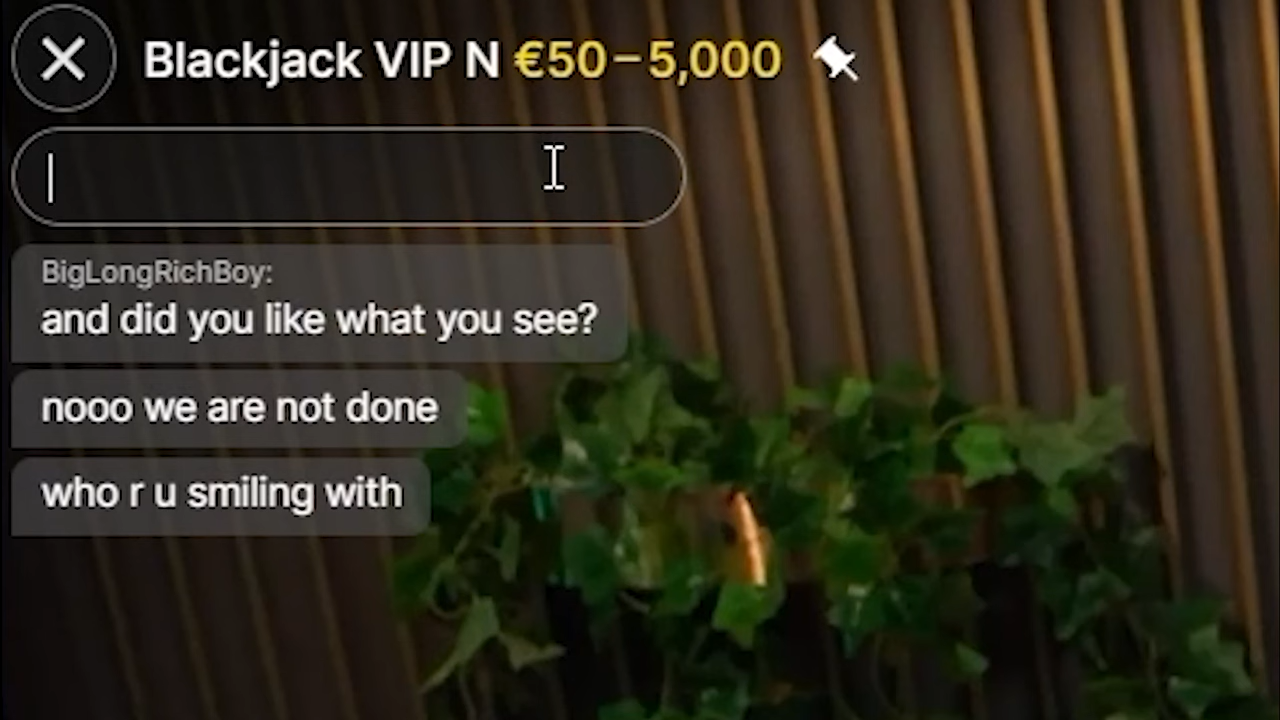 Blackjack VIP N €50–5,000
BigLongRichBoy:
and did you like what you see?
nooo we are not done
who r u smiling with